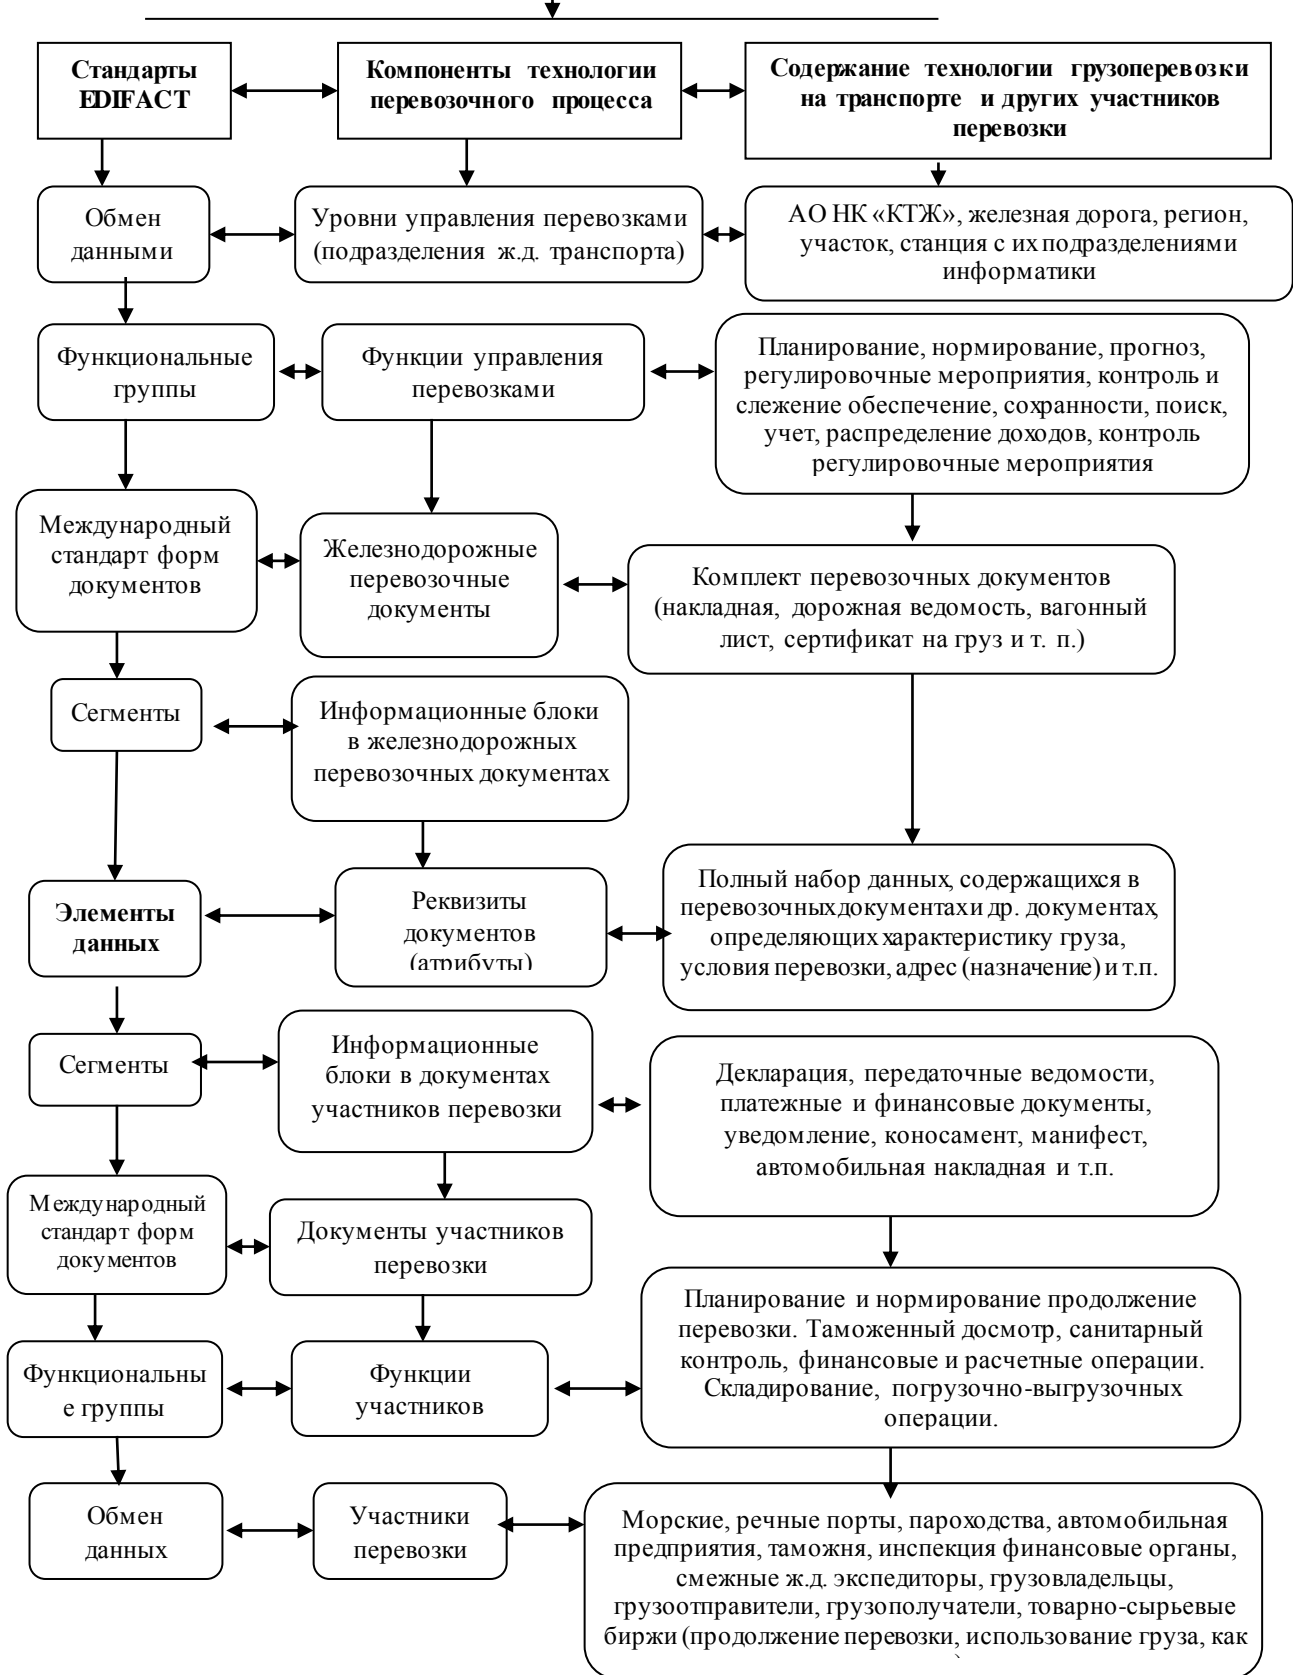 Стандарты
EDIFACT
Компоненты технологии
перевозочного процесса
Содержание технологии грузоперевозки
на транспорте и других участников
перевозки
Обмен
данными
Уровни управления перевозками
(подразделения ж.д. транспорта)
АО НК «КТЖ», железная дорога, регион,
участок, станция с их подразделениями
информатики
Функциональные
группы
Функции управления
перевозками
Планирование, нормирование, прогноз,
регулировочные мероприятия, контроль и
слежение обеспечение, сохранности, поиск,
учет, распределение доходов, контроль
регулировочные мероприятия
Международный
стандарт форм
документов
Железнодорожные
перевозочные
документы
Комплект перевозочных документов
(накладная, дорожная ведомость, вагонный
лист, сертификат на груз и т. п.)
Сегменты
Информационные блоки
в железнодорожных
перевозочных документах
Элементы
данных
Реквизиты
документов
(атрибуты)
Полный набор данных, содержащихся в
перевозочных документах и др. документах,
определяющих характеристику груза,
условия перевозки, адрес (назначение) и т.п.
Сегменты
Информационные
блоки в документах
участников перевозки
Декларация, передаточные ведомости,
платежные и финансовые документы,
уведомление, коносамент, манифест,
автомобильная накладная и т.п.
Международный
стандарт форм
документов
Документы участников
перевозки
Планирование и нормирование продолжение
перевозки. Таможенный досмотр, санитарный
контроль, финансовые и расчетные операции.
Складирование, погрузочно-выгрузочных
операции.
Функциональны
е группы
Функции
участников
Обмен
данных
Участники
перевозки
Морские, речные порты, пароходства, автомобильная
предприятия, таможня, инспекция финансовые органы,
смежные ж.д. экспедиторы, грузовладельцы,
грузоотправители, грузополучатели, товарно-сырьевые
биржи (продолжение перевозки, использование груза, как